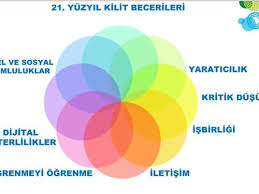 21. YÜZYIL KİLİT BECERİLERİ
EL VE SOSYAL
MLULUKLAR
YARATICILIK
KRİTİK DÜŞÜ
İŞBİRLİĞİ
DİJİTAL
TERLİLİKLER
ĞRENMEYİ ÖĞRENME
İLETİŞİM